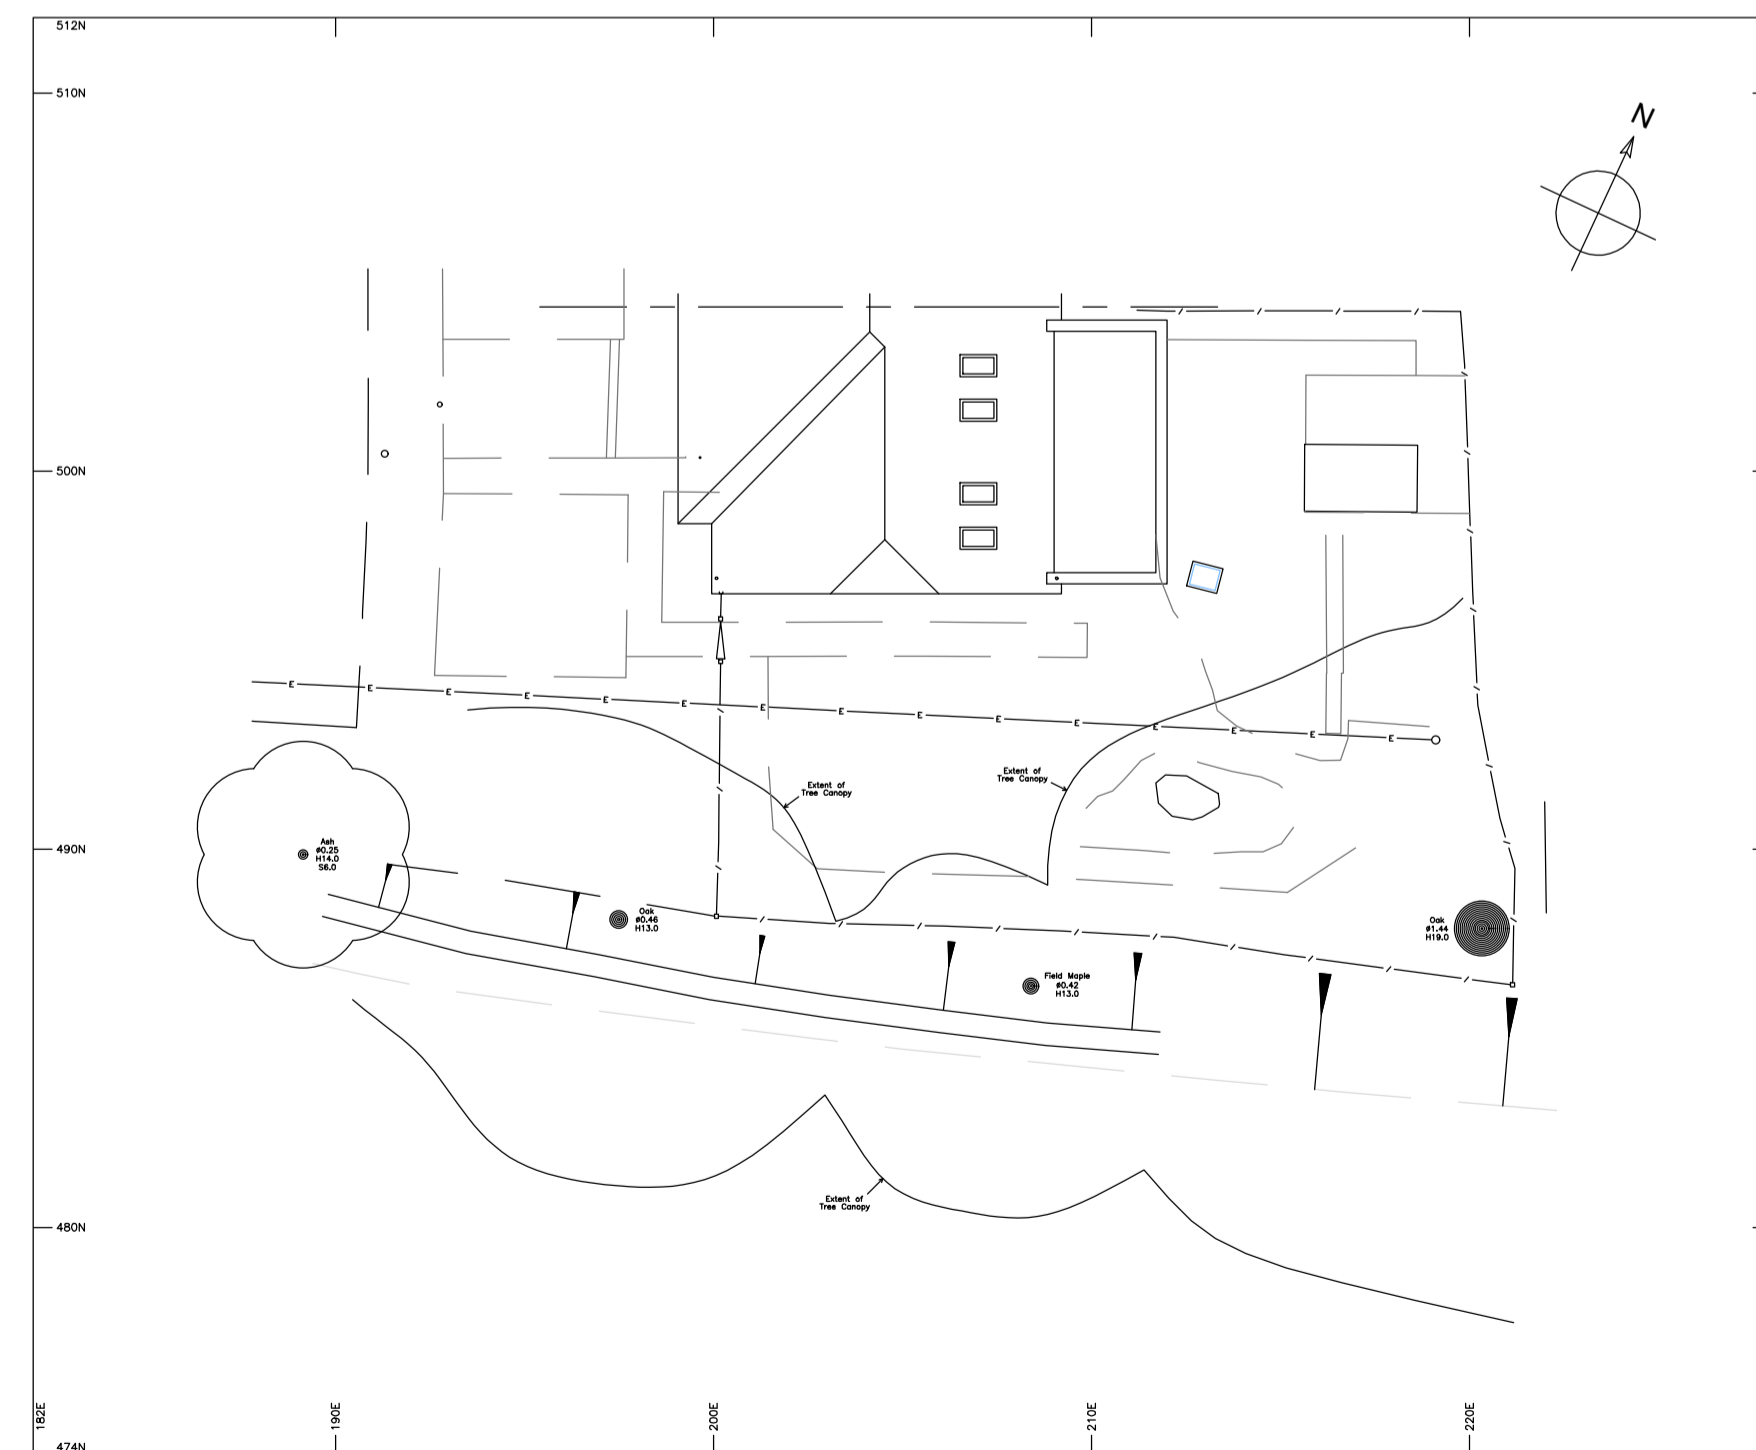 512N
510N
N
500N
E E E E E E E E E E E E E E E
Extent of
Tree Canopy
Extent of
Tree Canopy
490N
Ash
ø0.25
H14.0
S6.0
Oak
ø0.46
H13.0
Oak
ø1.44
H19.0
Field Maple
ø0.42
H13.0
Extent of
Tree Canopy
480N
182E
190E
200E
210E
220E
474N